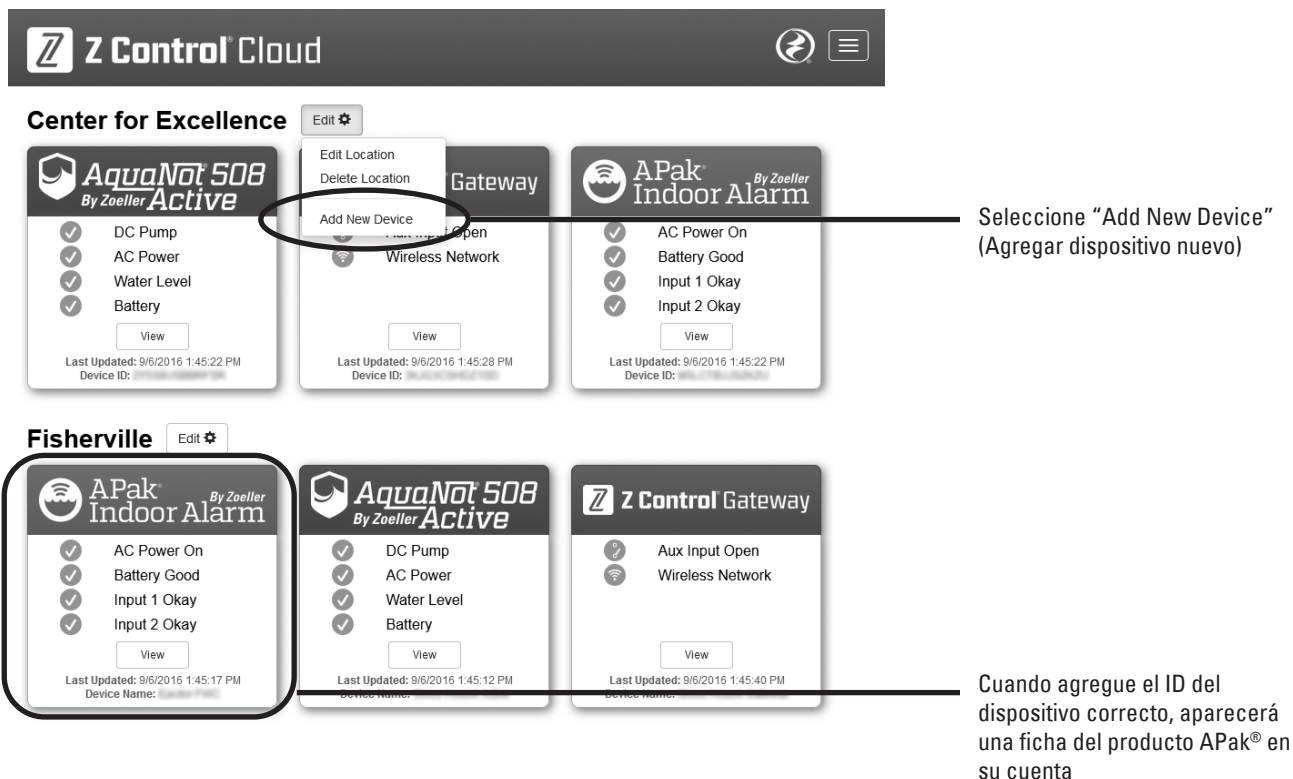 Z Control® Cloud
Center for Excellence Edit
Edit Location
Delete Location
Add New Device
AquaNot® 508
By Zoeller Active
DC Pump
AC Power
Water Level
Battery
View
Last Updated: 9/6/2016 1:45:22 PM
Device ID:
Gateway
Aux Input Open
Wireless Network
View
Last Updated: 9/6/2016 1:45:28 PM
Device ID:
APak® By Zoeller
Indoor Alarm
AC Power On
Battery Good
Input 1 Okay
Input 2 Okay
View
Last Updated: 9/6/2016 1:45:22 PM
Device ID:
Seleccione “Add New Device”
(Agregar dispositivo nuevo)
Fisherville Edit
APak® By Zoeller
Indoor Alarm
AC Power On
Battery Good
Input 1 Okay
Input 2 Okay
View
Last Updated: 9/6/2016 1:45:17 PM
Device Name:
AquaNot® 508
By Zoeller Active
DC Pump
AC Power
Water Level
Battery
View
Last Updated: 9/6/2016 1:45:12 PM
Device Name:
Z Control® Gateway
Aux Input Open
Wireless Network
View
Last Updated: 9/6/2016 1:45:40 PM
Device Name:
Cuando agregue el ID del
dispositivo correcto, aparecerá
una ficha del producto APak® en
su cuenta